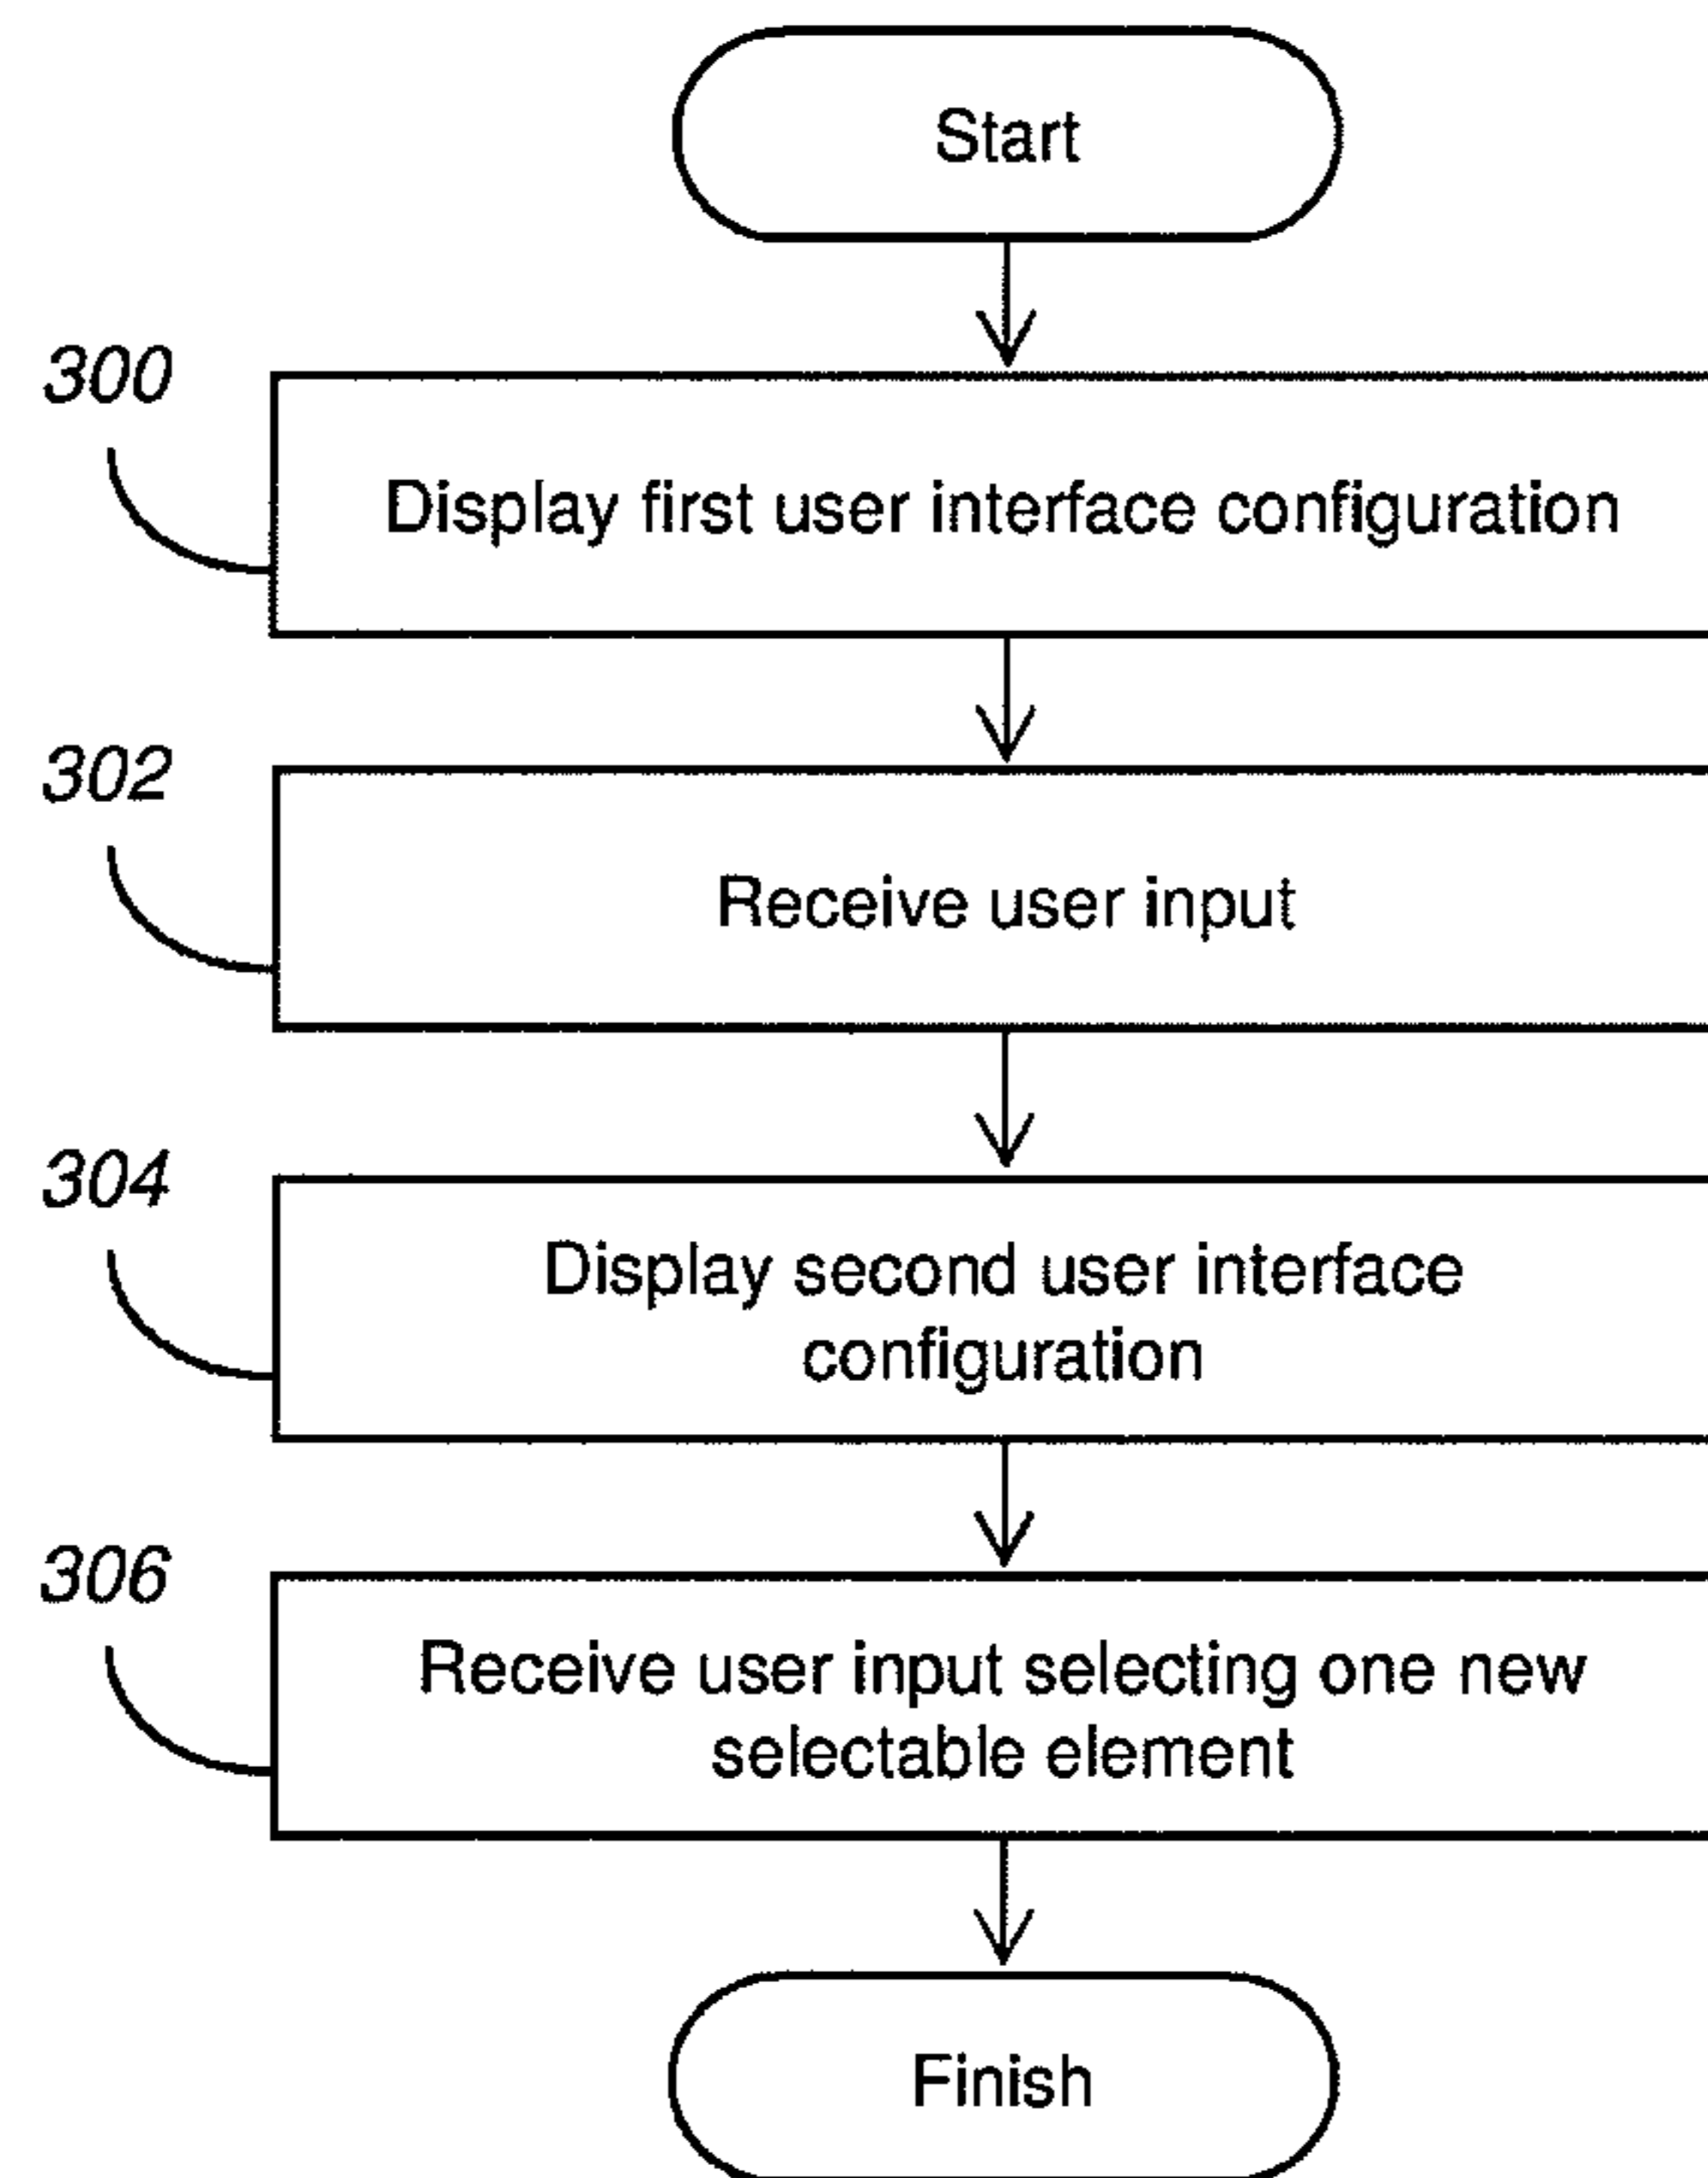 Start
300
Display first user interface configuration
302
Receive user input
304
Display second user interface
configuration
306
Receive user input selecting one new
selectable element
Finish